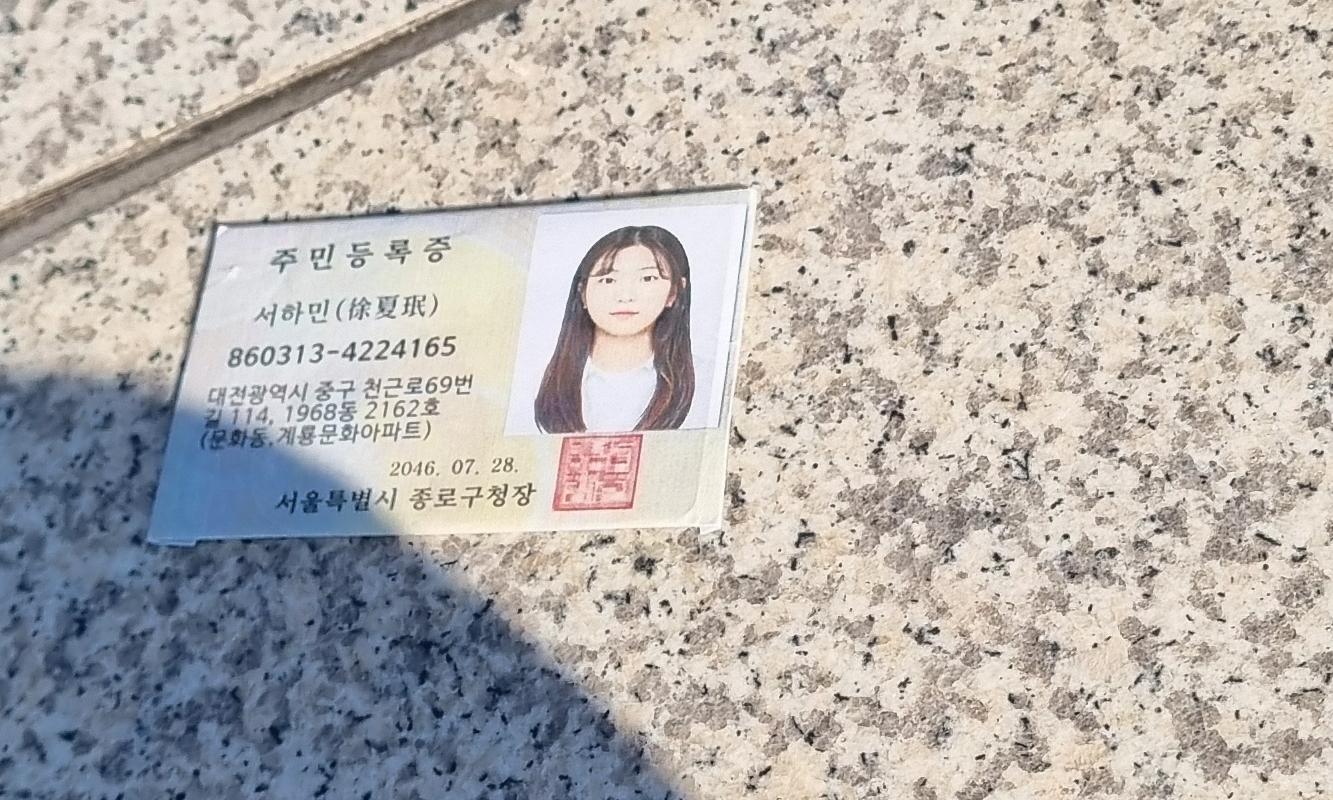 주민등록증
서하민(徐夏珉)
860313-4224165
대전광역시 중구 천근로69번
길 114, 1968동 2162호
(문화동,계룡문화아파트)
2046. 07. 28.
서울특별시 종로구청장